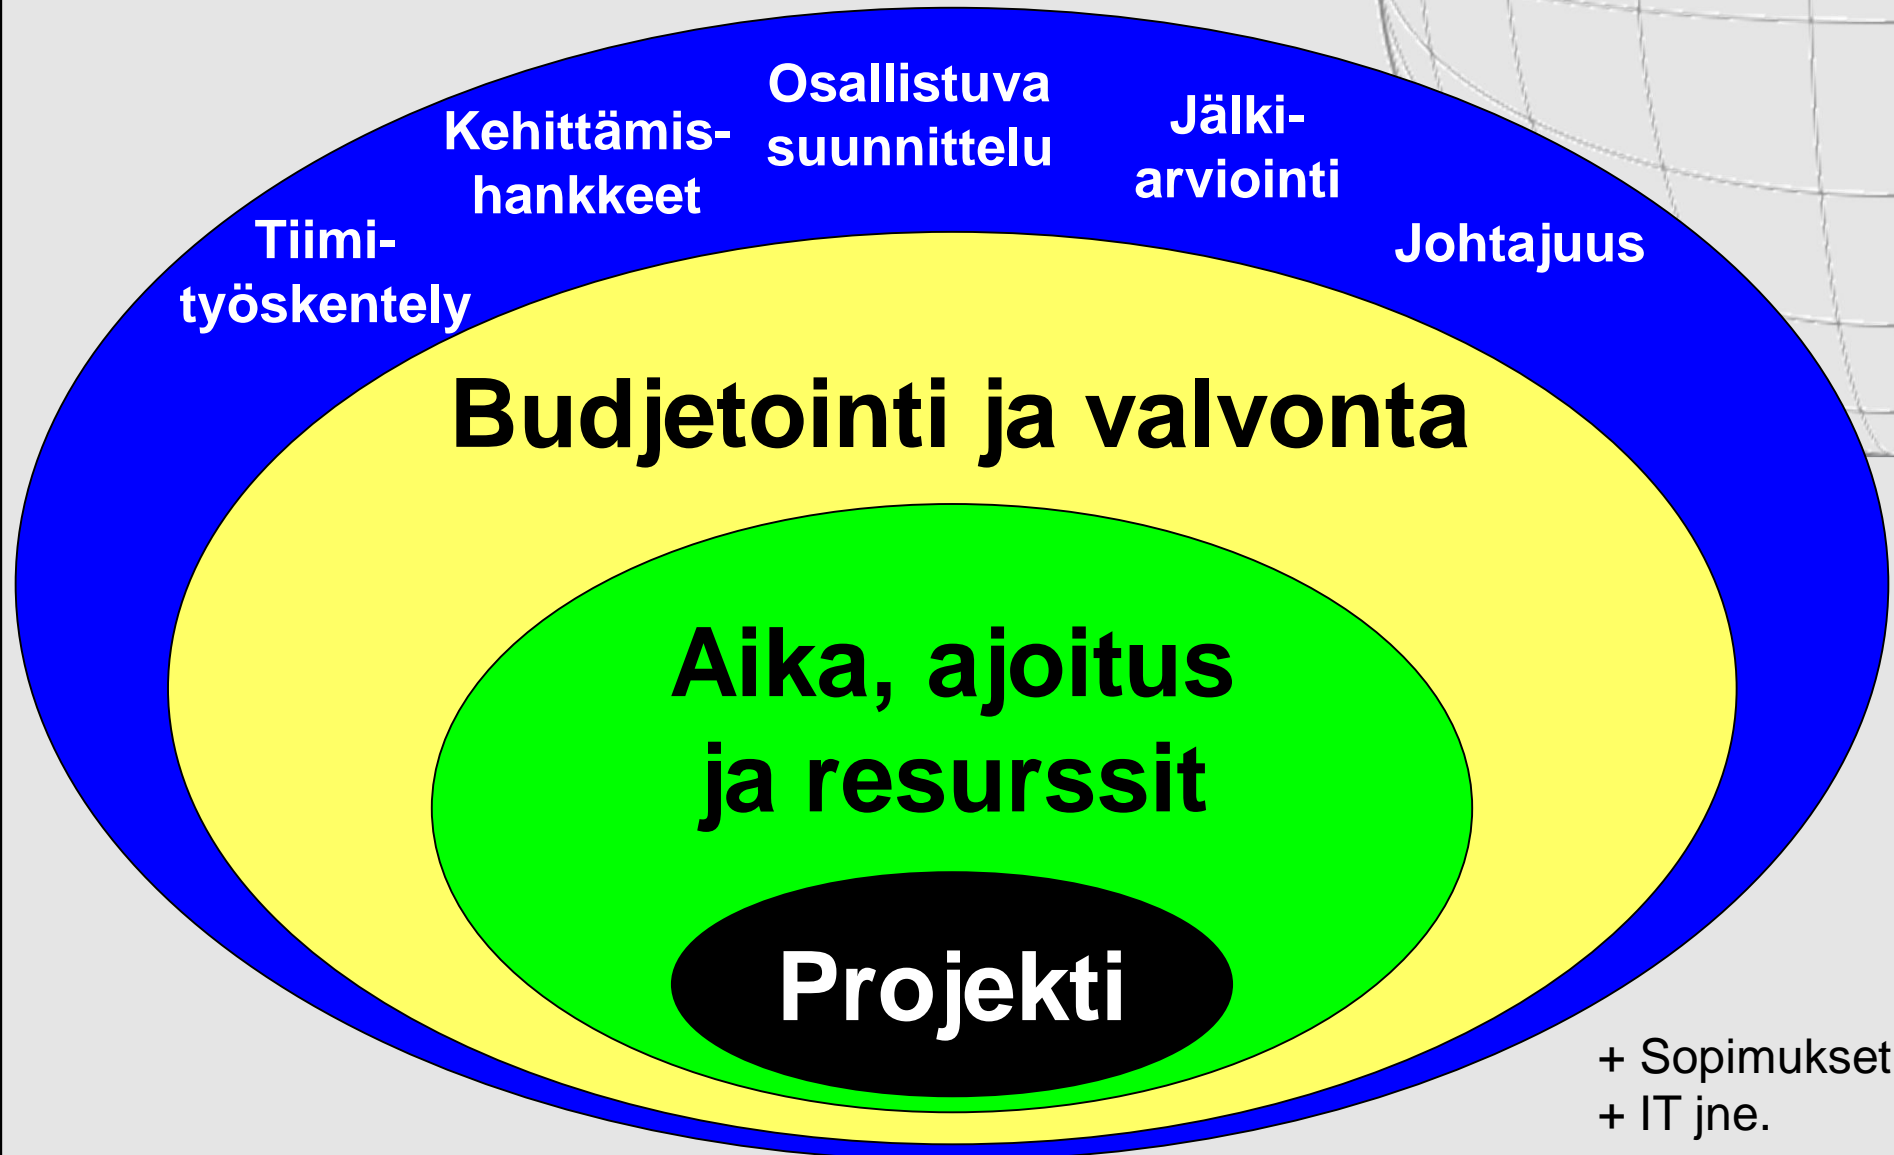 Osallistuva
suunnittelu
Kehittämis-
hankkeet
Jälki-
arviointi
Tiimi-
työskentely
Johtajuus
Budjetointi ja valvonta
Aika, ajoitus
ja resurssit
Projekti
+ Sopimukset
+ IT jne.